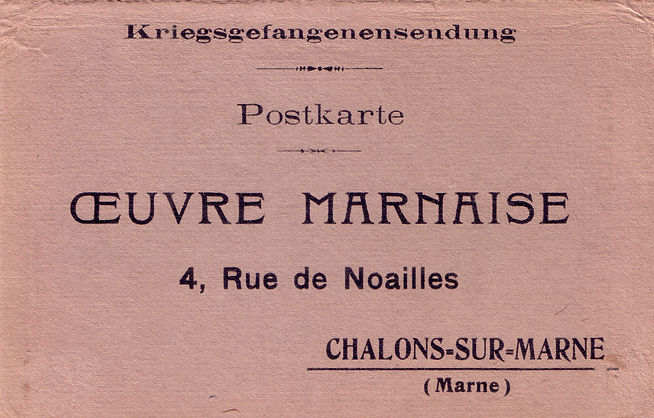 Kriegsgefangenensendung
Postkarte
ŒUVRE MARNAISE
4, Rue de Noailles
CHALONS=SUR=MARNE
(Marne)